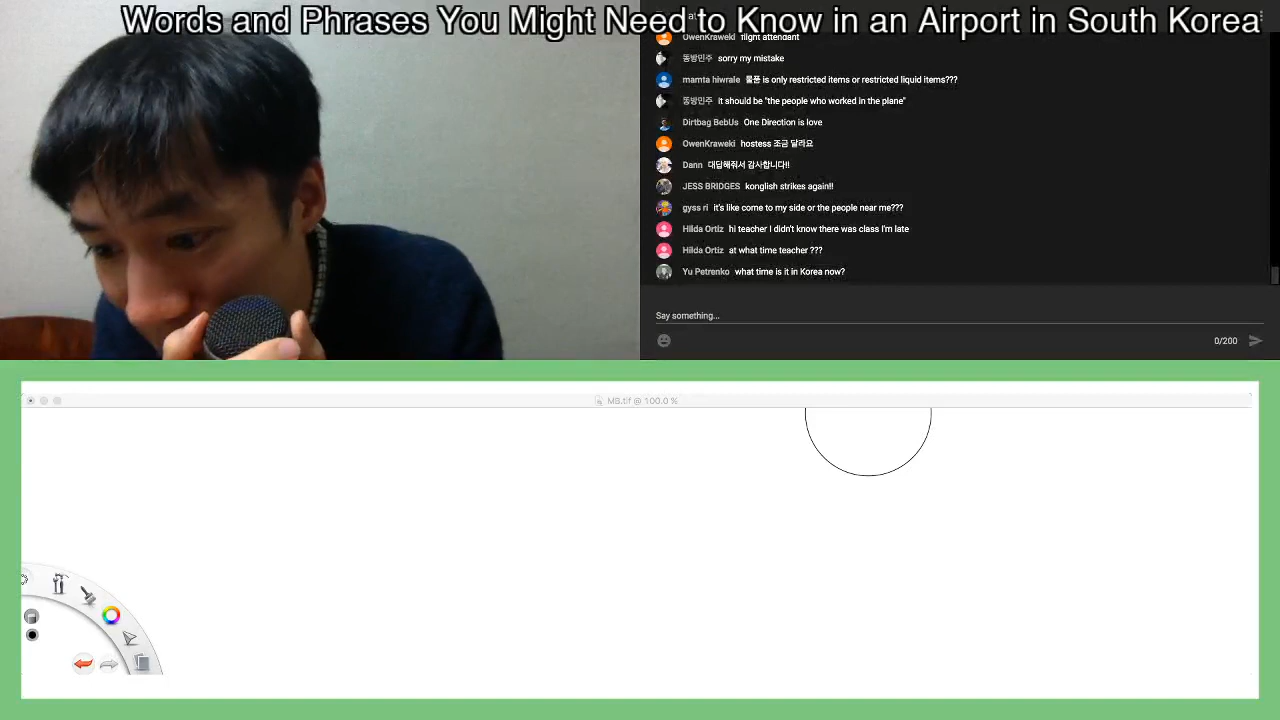 Words and Phrases You Might Need to Know in an Airport in South Korea
OwenKraweki flight attendant
똥방민주 sorry my mistake
mamta hiwrale 물품 is only restricted items or restricted liquid items???
똥방민주 it should be "the people who worked in the plane"
Dirtbag BebUs One Direction is love
OwenKraweki hostess 조금 달라요
Dann 대답해줘서 감사합니다!!
JESS BRIDGES konglish strikes again!!
gyss ri it's like come to my side or the people near me???
Hilda Ortiz hi teacher I didn't know there was class I'm late
Hilda Ortiz at what time teacher ???
Yu Petrenko what time is it in Korea now?
Say something...
0/200
MB.tif @ 100.0 %